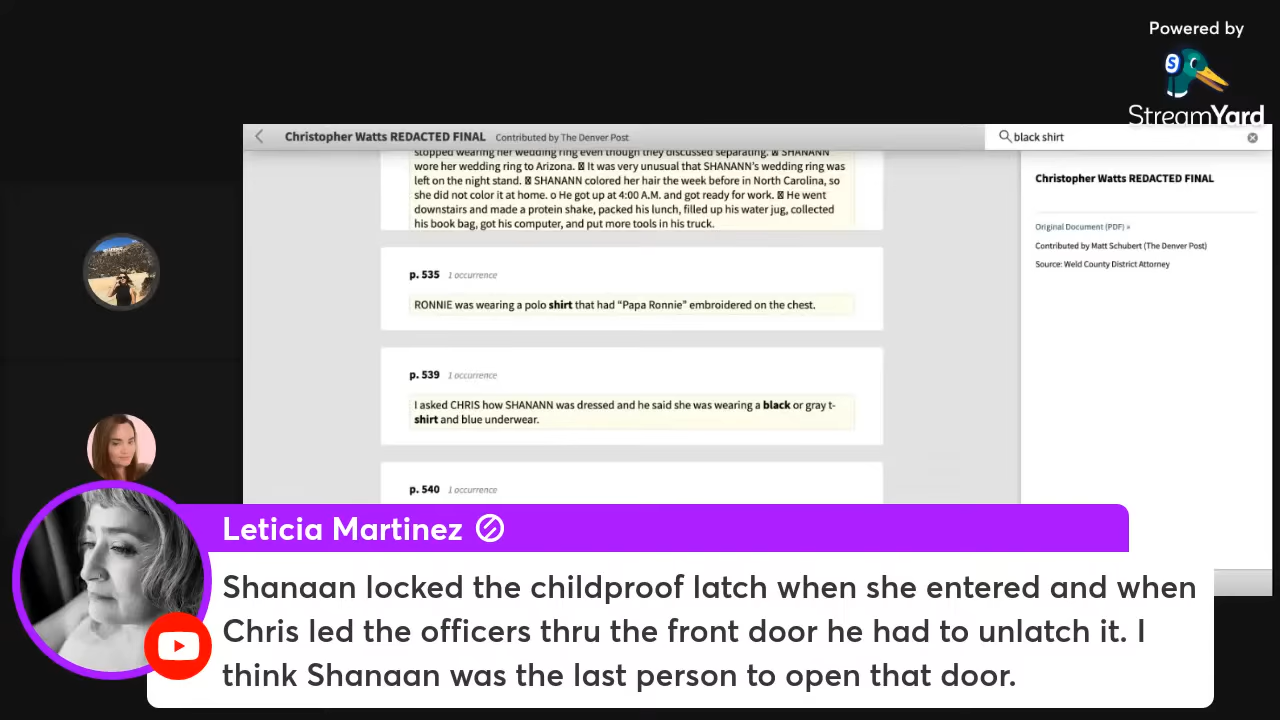 Powered by
StreamYard
Christopher Watts REDACTED FINAL Contributed by The Denver Post
black shirt
stopped wearing her wedding ring even though they discussed separating. ⍰ SHANANN
wore her wedding ring to Arizona. ⍰ It was very unusual that SHANANN's wedding ring was
left on the night stand. ⍰ SHANANN colored her hair the week before in North Carolina, so
she did not color it at home. o He got up at 4:00 A.M. and got ready for work. ⍰ He went
downstairs and made a protein shake, packed his lunch, filled up his water jug, collected
his book bag, got his computer, and put more tools in his truck.
p. 535 1 occurrence
RONNIE was wearing a polo shirt that had “Papa Ronnie” embroidered on the chest.
p. 539 1 occurrence
I asked CHRIS how SHANANN was dressed and he said she was wearing a black or gray t-
shirt and blue underwear.
p. 540 1 occurrence
Christopher Watts REDACTED FINAL
Original Document (PDF) »
Contributed by Matt Schubert (The Denver Post)
Source: Weld County District Attorney
Leticia Martinez
Shanaan locked the childproof latch when she entered and when
Chris led the officers thru the front door he had to unlatch it. I
think Shanaan was the last person to open that door.